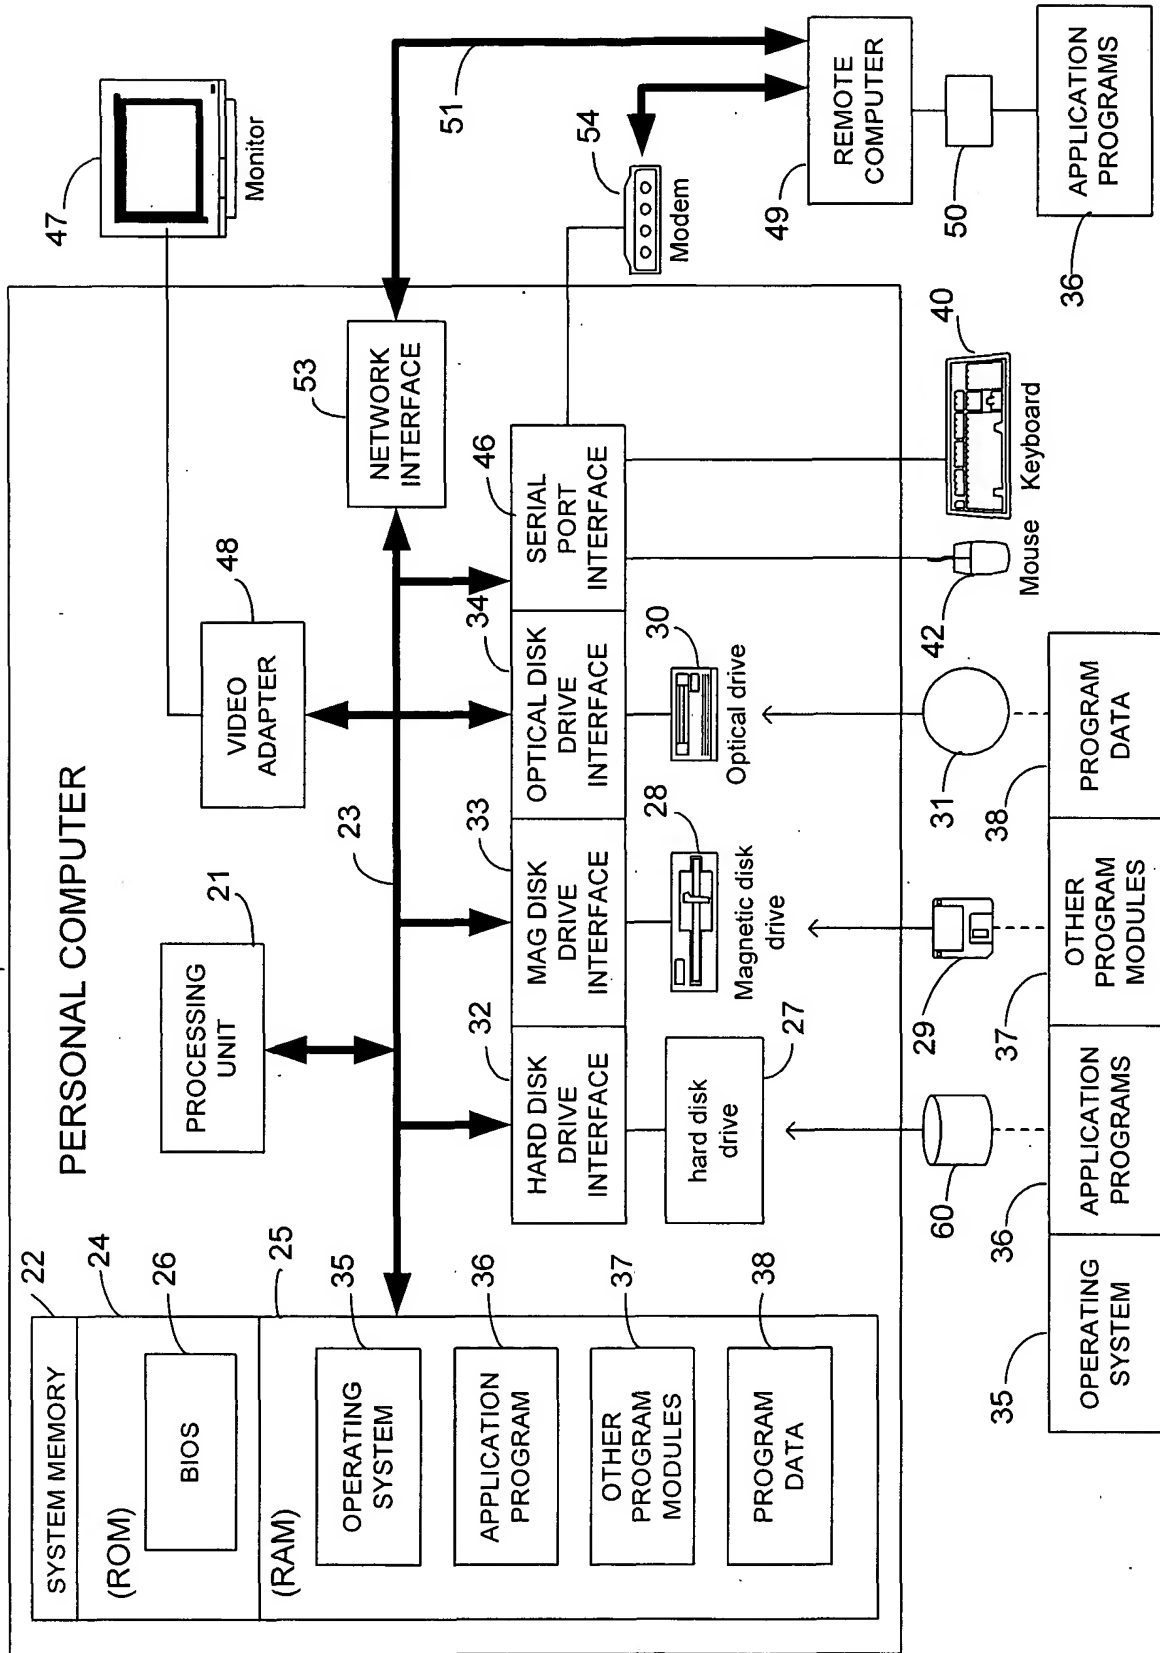 PERSONAL COMPUTER
47
Monitor
SYSTEM MEMORY
22
(ROM)
24
BIOS
26
(RAM)
25
OPERATING
SYSTEM
35
APPLICATION
PROGRAM
36
OTHER
PROGRAM
MODULES
37
PROGRAM
DATA
38
PROCESSING
UNIT
21
VIDEO
ADAPTER
48
23
NETWORK
INTERFACE
53
51
HARD DISK
DRIVE
INTERFACE
32
MAG DISK
DRIVE
INTERFACE
33
OPTICAL DISK
DRIVE
INTERFACE
34
SERIAL
PORT
INTERFACE
46
hard disk
drive
27
Magnetic disk
drive
28
Optical drive
30
Modem
54
60
29
31
42
Mouse
Keyboard
40
REMOTE
COMPUTER
49
50
APPLICATION
PROGRAMS
36
OPERATING
SYSTEM
35
APPLICATION
PROGRAMS
36
OTHER
PROGRAM
MODULES
37
PROGRAM
DATA
38